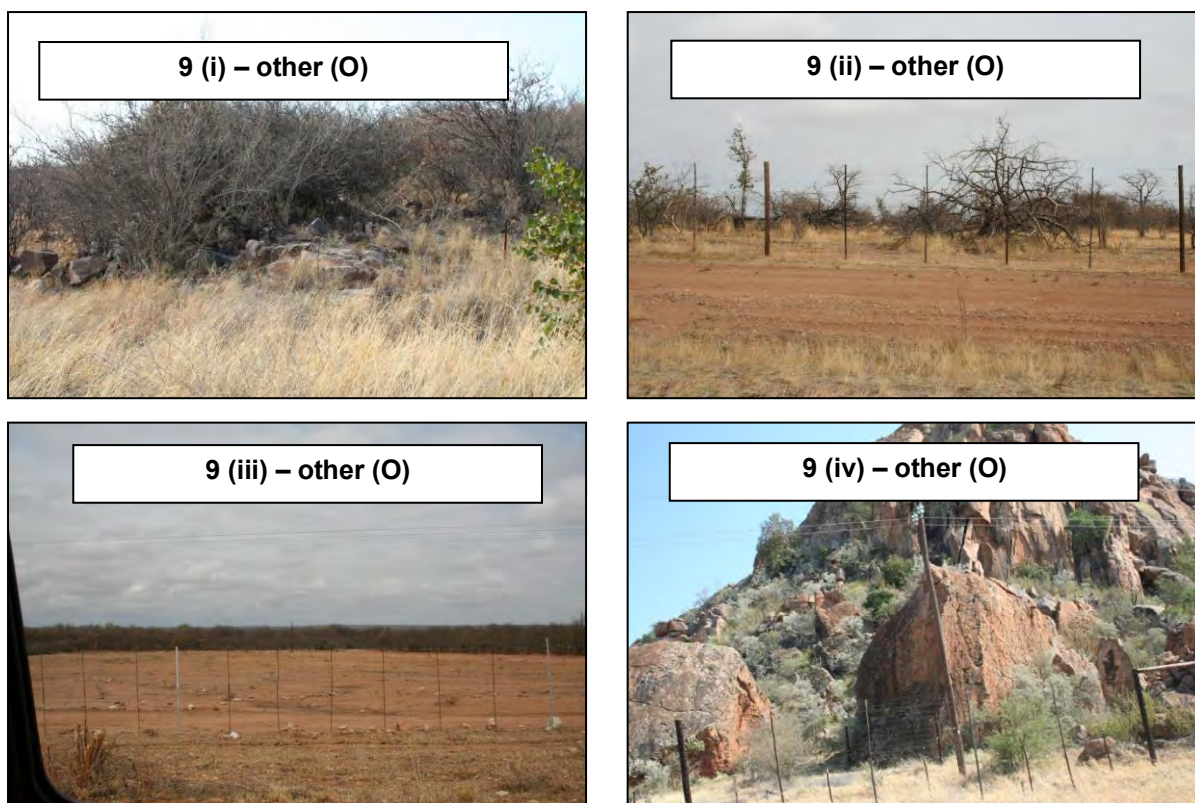 9 (i) – other (O)
9 (ii) – other (O)
9 (iii) – other (O)
9 (iv) – other (O)